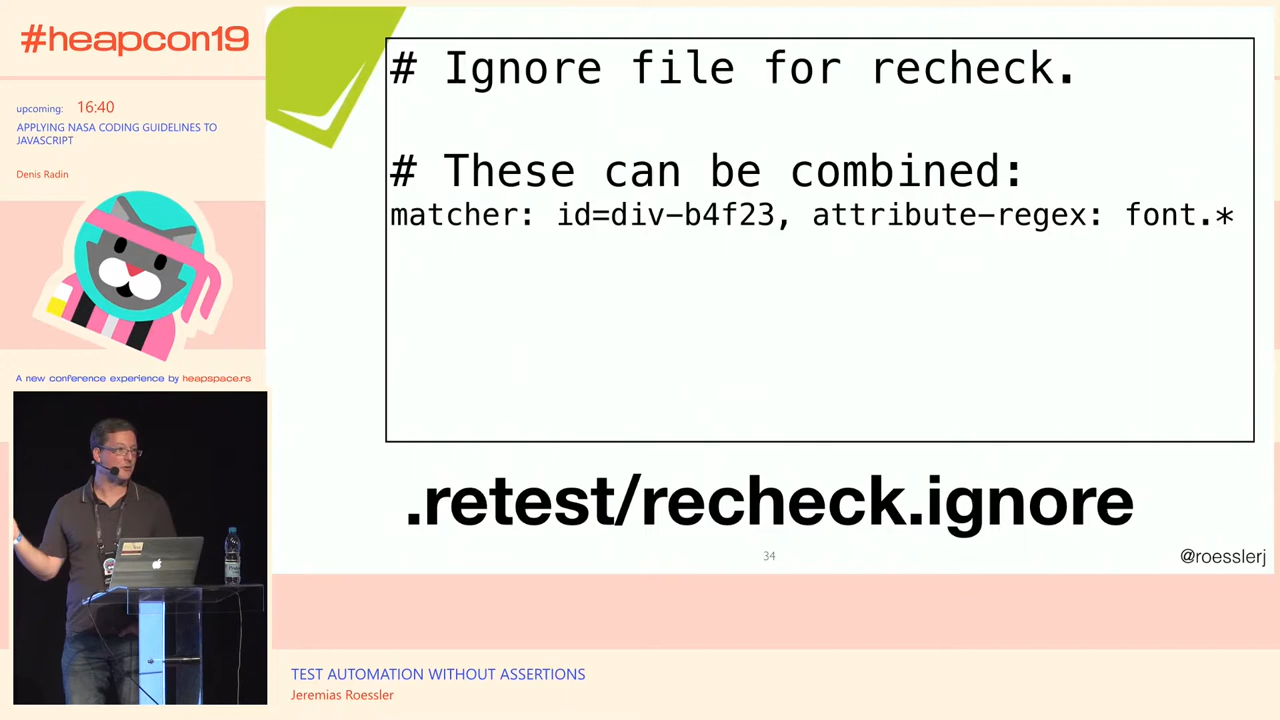 #heapcon19
upcoming: 16:40
APPLYING NASA CODING GUIDELINES TO
JAVASCRIPT
Denis Radin
A new conference experience by heapspace.rs
# Ignore file for recheck.
# These can be combined:
matcher: id=div-b4f23, attribute-regex: font.*
.retest/recheck.ignore
34
@roesslerj
TEST AUTOMATION WITHOUT ASSERTIONS
Jeremias Roessler